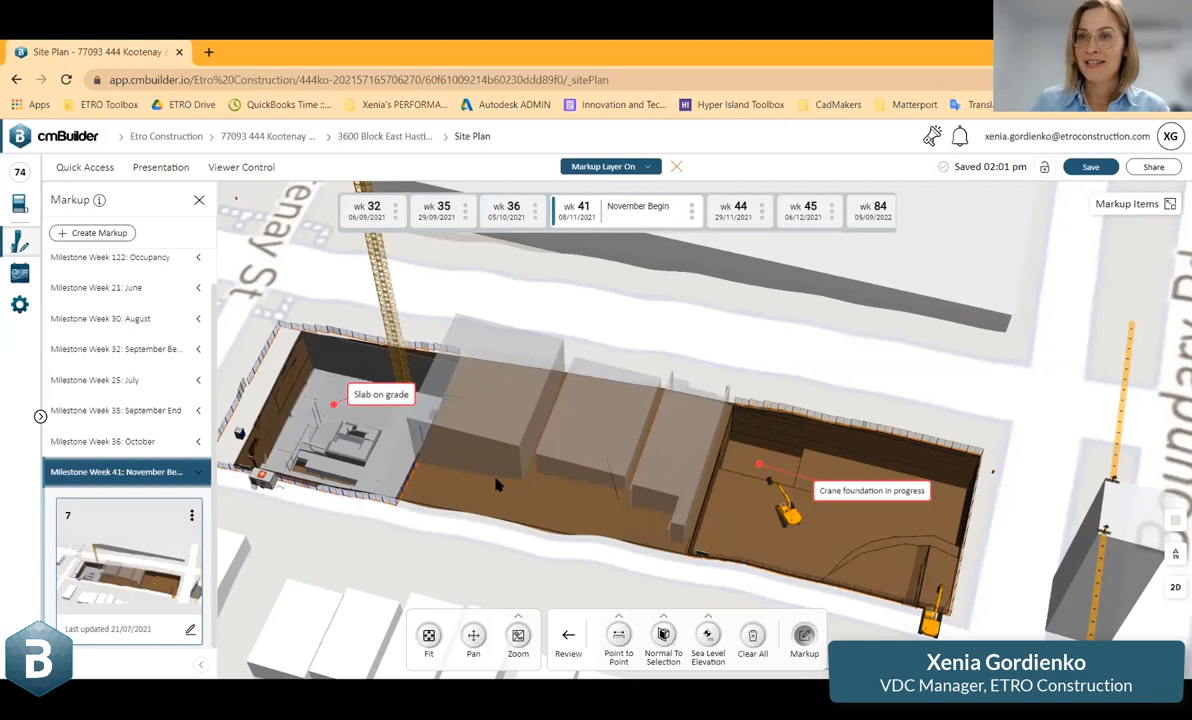 Site Plan - 77093 444 Kootenay
app.cmbuilder.io/Etro%20Construction/444ko-202157165706270/60f61009214b60230ddd89f0/_sitePlan
Apps
ETRO Toolbox
ETRO Drive
QuickBooks Time ::...
Xenia's PERFORMA...
Autodesk ADMIN
Innovation and Tec...
HI
Hyper Island Toolbox
CadMakers
Matterport
cmBuilder
Etro Construction
77093 444 Kootenay ...
3600 Block East Hasti...
Site Plan
xenia.gordienko@etroconstruction.com
XG
74
Quick Access
Presentation
Viewer Control
Markup Layer On
Saved 02:01 pm
Save
Share
Markup
Create Markup
Milestone Week 122: Occupancy
Milestone Week 21: June
Milestone Week 30: August
Milestone Week 32: September Be...
Milestone Week 25: July
Milestone Week 35: September End
Milestone Week 36: October
Milestone Week 41: November Be...
7
Last updated 21/07/2021
wk 32
06/09/2021
wk 35
29/09/2021
wk 36
05/10/2021
wk 41
08/11/2021
November Begin
wk 44
29/11/2021
wk 45
06/12/2021
wk 84
05/09/2022
Markup Items
enay St
Slab on grade
Crane foundation in progress
2D
Fit
Pan
Zoom
Review
Point to
Point
Normal To
Selection
Sea Level
Elevation
Clear All
Markup
B
Xenia Gordienko
VDC Manager, ETRO Construction